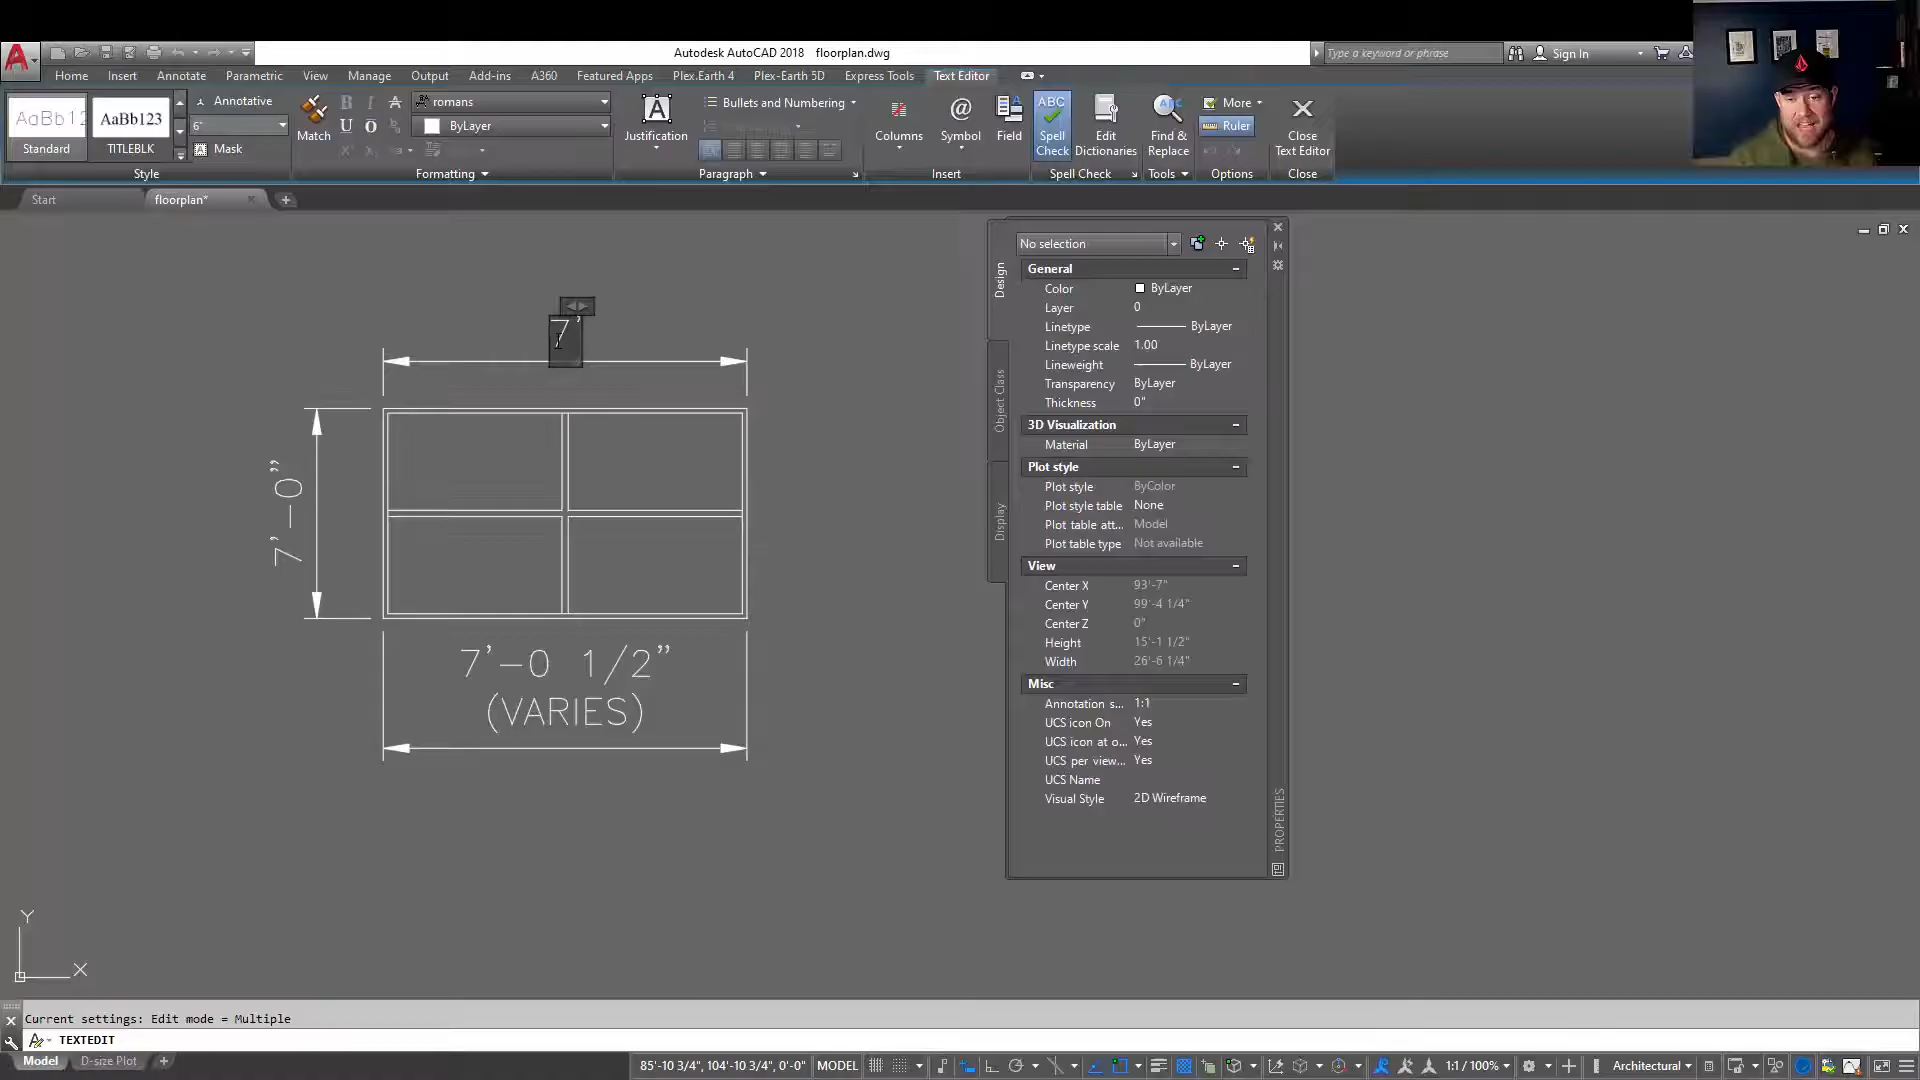 Autodesk AutoCAD 2018 floorplan.dwg
Type a keyword or phrase
Sign In
Home
Insert
Annotate
Parametric
View
Manage
Output
Add-ins
A360
Featured Apps
Plex.Earth 4
Plex-Earth 5D
Express Tools
Text Editor
AaBb12
AaBb123
Standard
TITLEBLK
Annotative
6"
Mask
Style
Match
B
I
A
U
O
romans
ByLayer
Formatting
A
Justification
Bullets and Numbering
Paragraph
Columns
@
Symbol
Field
Insert
ABC
Spell
Check
Edit
Dictionaries
Spell Check
Find &
Replace
Tools
More
Ruler
Options
Close
Text Editor
Close
Start
floorplan*
7'
7'-0"
7'-0 1/2"
(VARIES)
Y
X
No selection
Design
Object Class
Display
PROPERTIES
General
Color ByLayer
Layer 0
Linetype ByLayer
Linetype scale 1.00
Lineweight ByLayer
Transparency ByLayer
Thickness 0"
3D Visualization
Material ByLayer
Plot style
Plot style ByColor
Plot style table None
Plot table att... Model
Plot table type Not available
View
Center X 93'-7"
Center Y 99'-4 1/4"
Center Z 0"
Height 15'-1 1/2"
Width 26'-6 1/4"
Misc
Annotation s... 1:1
UCS icon On Yes
UCS icon at o... Yes
UCS per view... Yes
UCS Name
Visual Style 2D Wireframe
Current settings: Edit mode = Multiple
TEXTEDIT
Model
D-size Plot
85'-10 3/4", 104'-10 3/4", 0'-0"
MODEL
1:1 / 100%
Architectural